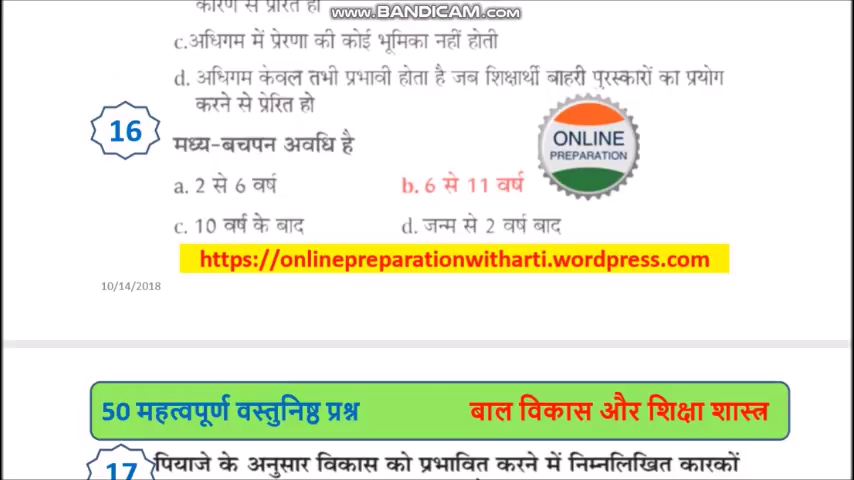 कारण से प्रेरित हो
www.BANDICAM.com
c.अधिगम में प्रेरणा की कोई भूमिका नहीं होती
d. अधिगम केवल तभी प्रभावी होता है जब शिक्षार्थी बाहरी पुरस्कारों का प्रयोग
करने से प्रेरित हो
16
मध्य-बचपन अवधि है
ONLINE
PREPARATION
a. 2 से 6 वर्ष
b. 6 से 11 वर्ष
c. 10 वर्ष के बाद
d. जन्म से 2 वर्ष बाद
https://onlinepreparationwitharti.wordpress.com
10/14/2018
50 महत्वपूर्ण वस्तुनिष्ठ प्रश्न
बाल विकास और शिक्षा शास्त्र
17
पियाजे के अनुसार विकास को प्रभावित करने में निम्नलिखित कारकों